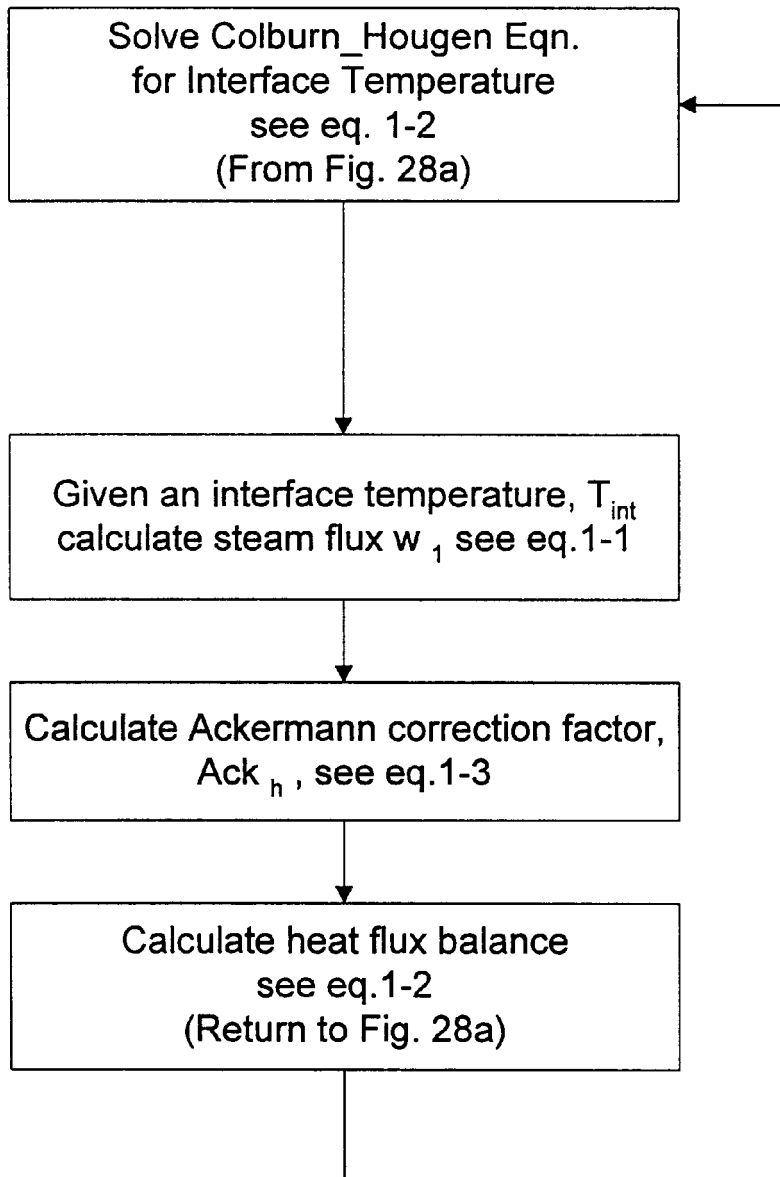 Solve Colburn_Hougen Eqn.
for Interface Temperature
see eq. 1-2
(From Fig. 28a)
Given an interface temperature, T int
calculate steam flux w 1 see eq.1-1
Calculate Ackermann correction factor,
Ack h , see eq.1-3
Calculate heat flux balance
see eq.1-2
(Return to Fig. 28a)